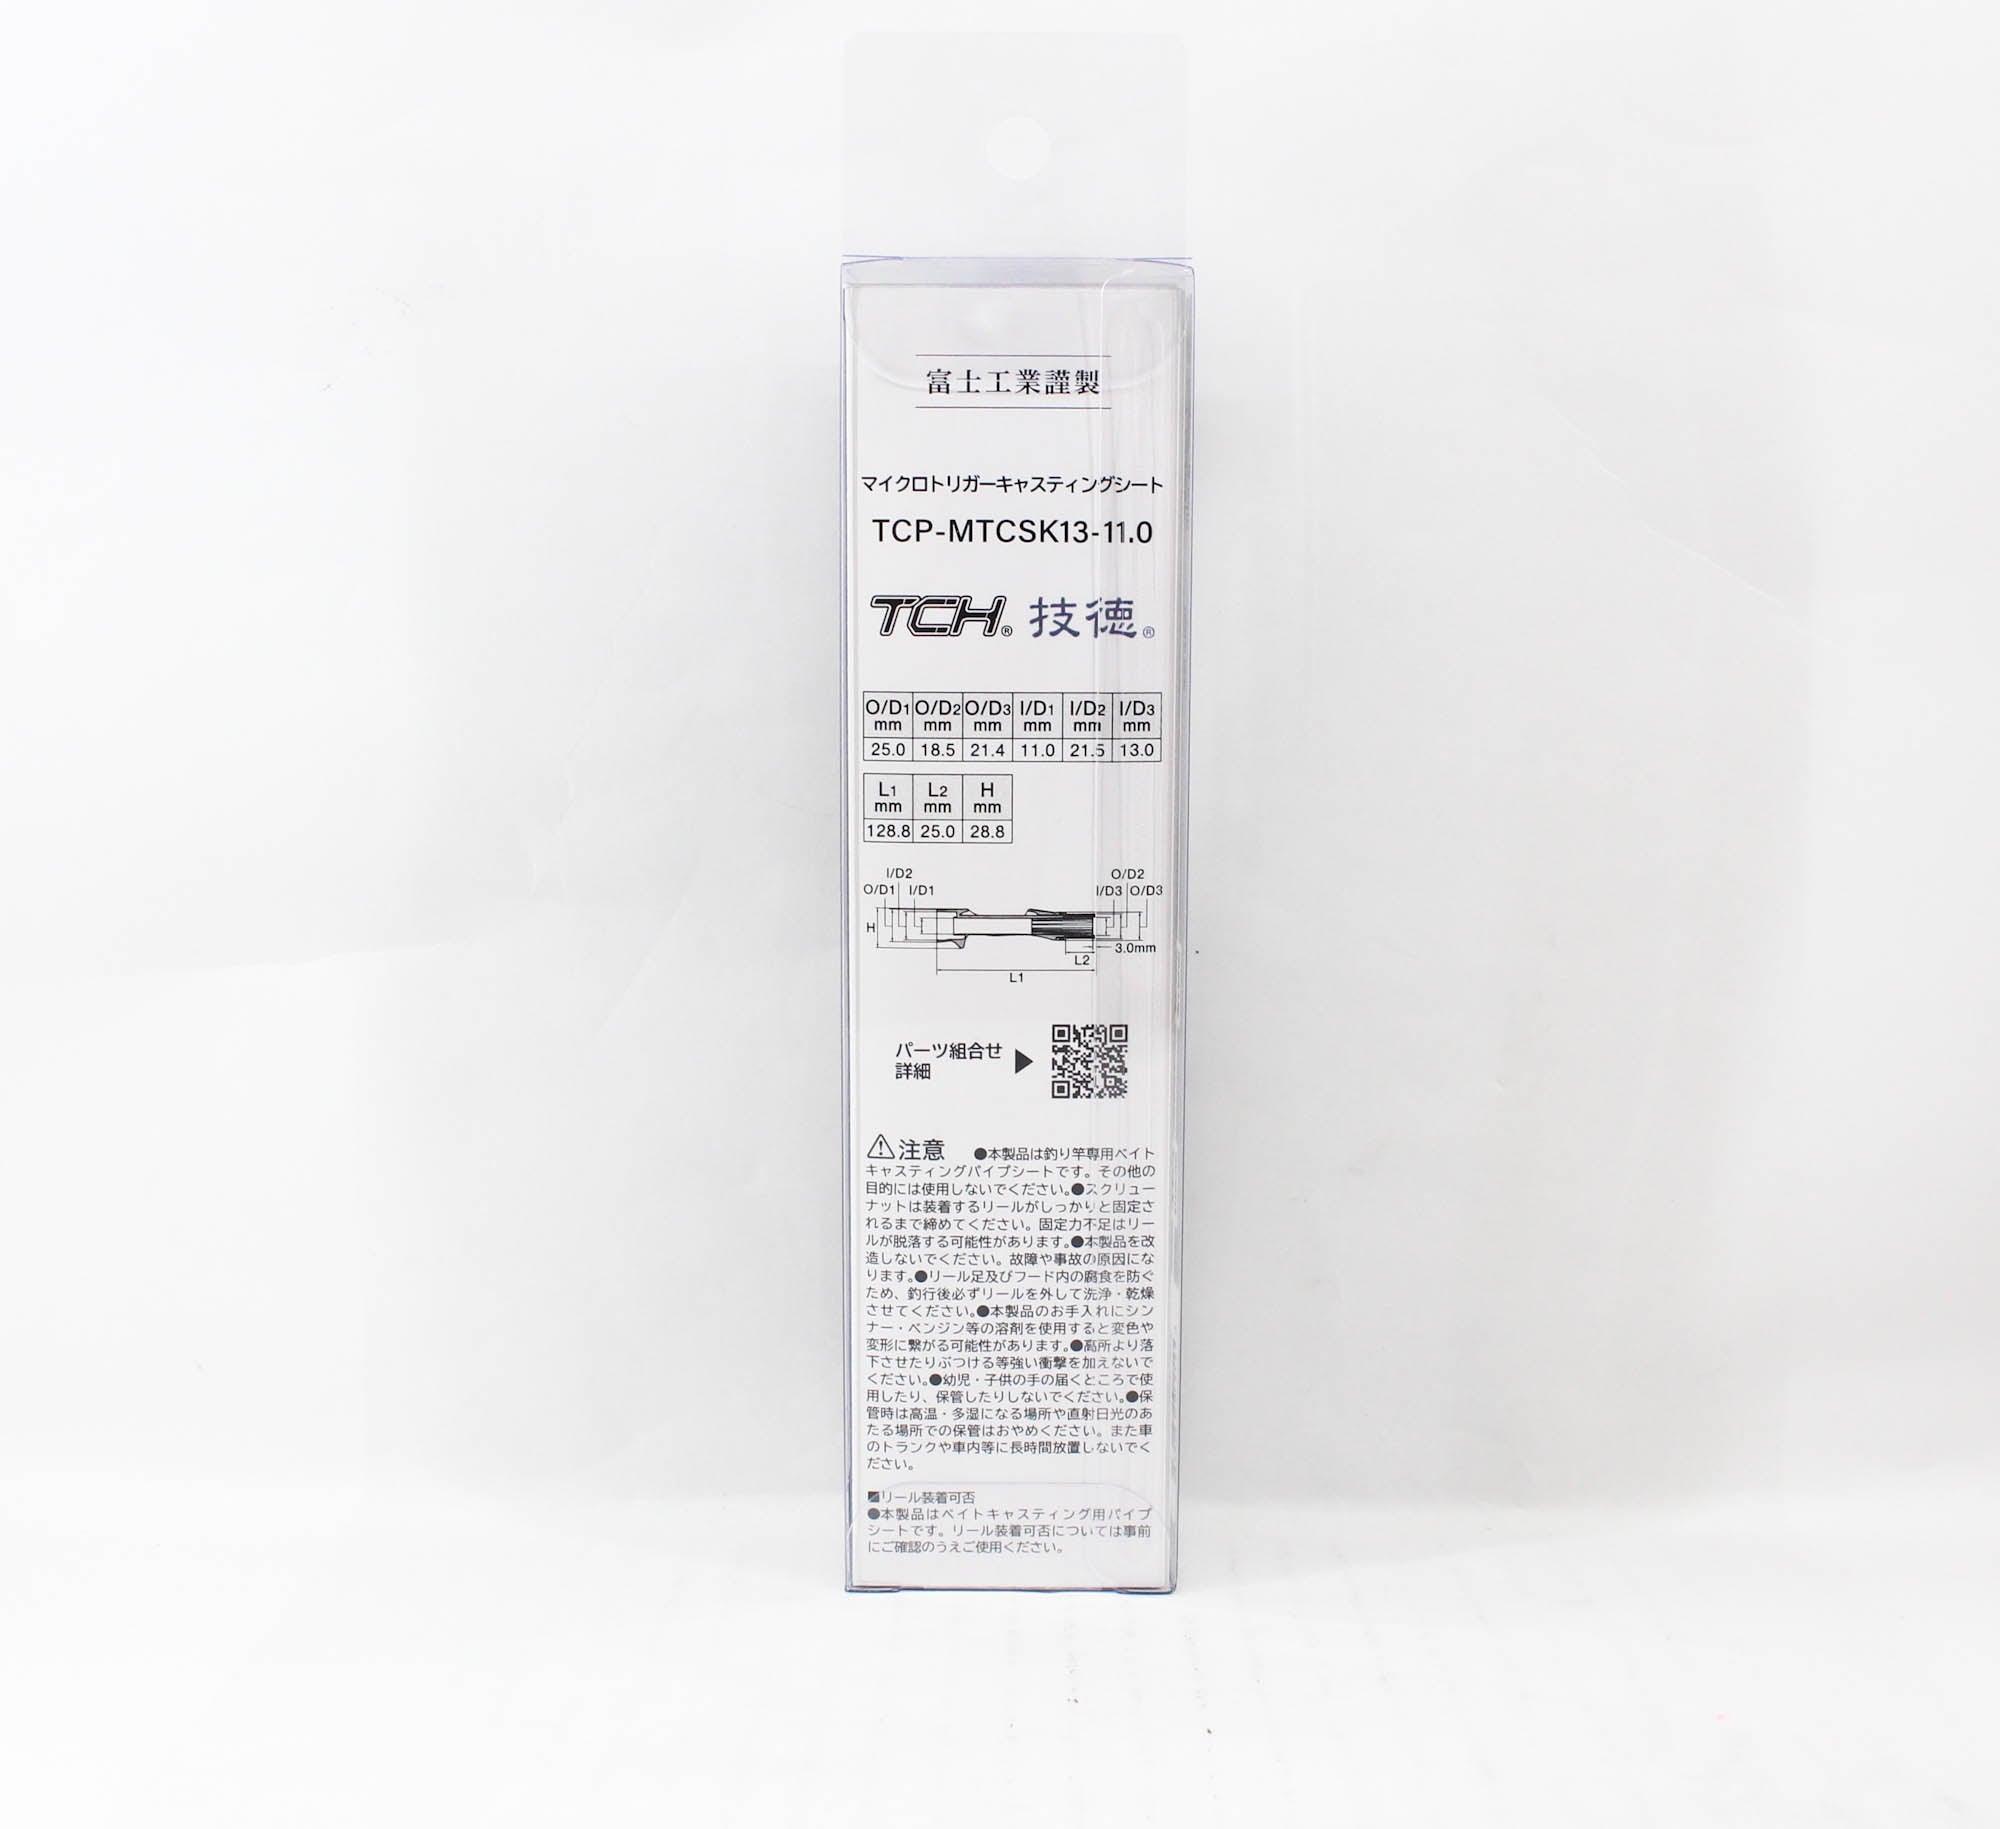 富士工業謹製
マイクロトリガーキャスティングシート
TCP-MTCSK13-11.0
TCH® 技徳®
O/D1 mm O/D2 mm O/D3 mm I/D1 mm I/D2 mm I/D3 mm
25.0 18.5 21.4 11.0 21.5 13.0
L1 mm L2 mm H mm
128.8 25.0 28.8
I/D2 O/D2
O/D1 I/D1 I/D3 O/D3
H
3.0mm
L2
L1
パーツ組合せ
詳細
注意 ●本製品は釣り竿専用ベイト
キャスティングパイプシートです。その他の
目的には使用しないでください。●スクリュー
ナットは装着するリールがしっかりと固定さ
れるまで締めてください。固定力不足はリー
ルが脱落する可能性があります。●本製品を改
造しないでください。故障や事故の原因にな
ります。●リール足及びフード内の腐食を防ぐ
ため、釣行後必ずリールを外して洗浄・乾燥
させてください。●本製品のお手入れにシン
ナー・ベンジン等の溶剤を使用すると変色や
変形に繋がる可能性があります。●高所より落
下させたりぶつける等強い衝撃を加えないで
ください。●幼児・子供の手の届くところで使
用したり、保管したりしないでください。●保
管時は高温・多湿になる場所や直射日光のあ
たる場所での保管はおやめください。また車
のトランクや車内等に長時間放置しないでく
ださい。
■リール装着可否
●本製品はベイトキャスティング用パイプ
シートです。リール装着可否については事前
にご確認のうえご使用ください。